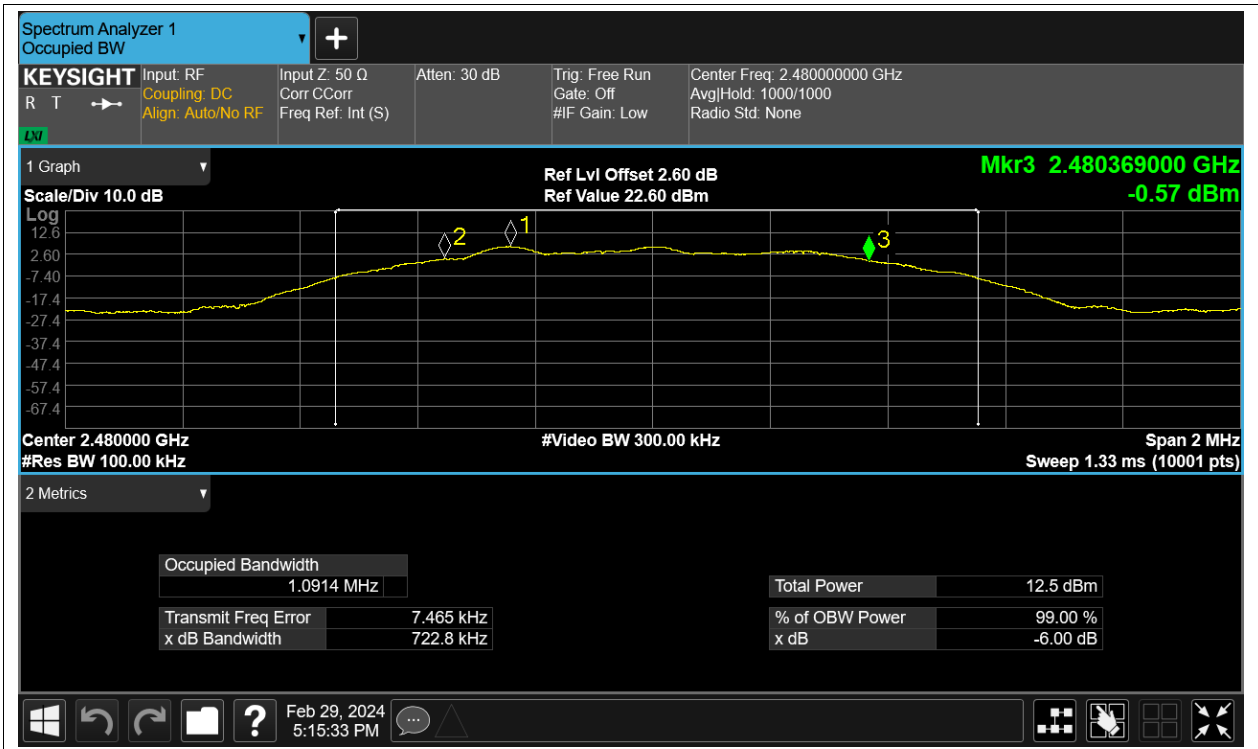 Spectrum Analyzer 1
Occupied BW
KEYSIGHT
R T
LXI
Input: RF
Coupling: DC
Align: Auto/No RF
Input Z: 50 Ω
Corr CCorr
Freq Ref: Int (S)
Atten: 30 dB
Trig: Free Run
Gate: Off
#IF Gain: Low
Center Freq: 2.480000000 GHz
Avg|Hold: 1000/1000
Radio Std: None
1 Graph
Scale/Div 10.0 dB
Ref Lvl Offset 2.60 dB
Ref Value 22.60 dBm
Mkr3 2.480369000 GHz
-0.57 dBm
Log
12.6
2.60
-7.40
-17.4
-27.4
-37.4
-47.4
-57.4
-67.4
2
1
3
Center 2.480000 GHz
#Res BW 100.00 kHz
#Video BW 300.00 kHz
Span 2 MHz
Sweep 1.33 ms (10001 pts)
2 Metrics
Occupied Bandwidth
1.0914 MHz
Transmit Freq Error 7.465 kHz
x dB Bandwidth 722.8 kHz
Total Power 12.5 dBm
% of OBW Power 99.00 %
x dB -6.00 dB
?
Feb 29, 2024
5:15:33 PM